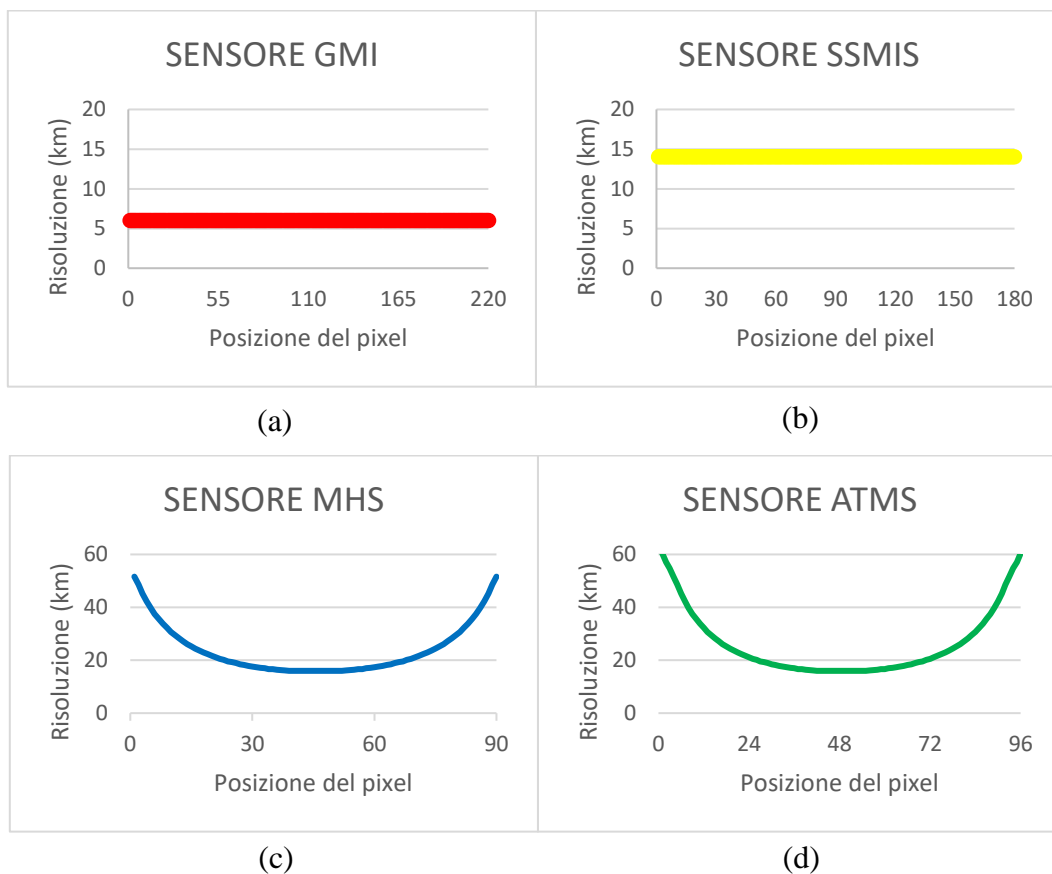 SENSORE GMI
Risoluzione (km)
20
15
10
5
0
0 55 110 165 220
Posizione del pixel
(a)
SENSORE SSMIS
Risoluzione (km)
20
15
10
5
0
0 30 60 90 120 150 180
Posizione del pixel
(b)
SENSORE MHS
Risoluzione (km)
60
40
20
0
0 30 60 90
Posizione del pixel
(c)
SENSORE ATMS
Risoluzione (km)
60
40
20
0
0 24 48 72 96
Posizione del pixel
(d)